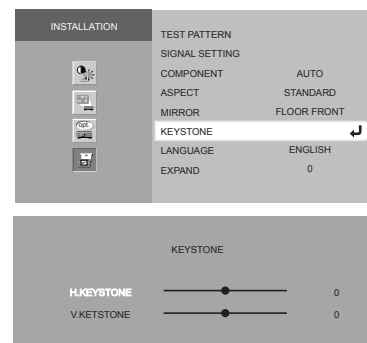 INSTALLATION
TEST PATTERN
SIGNAL SETTING
COMPONENT AUTO
ASPECT STANDARD
MIRROR FLOOR FRONT
KEYSTONE
LANGUAGE ENGLISH
EXPAND 0
opt.
KEYSTONE
H.KEYSTONE 0
V.KETSTONE 0